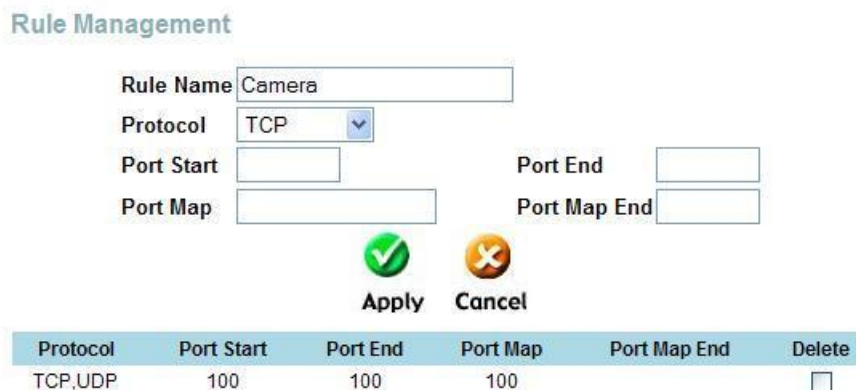 Rule Management
Rule Name Camera
Protocol TCP
Port Start Port End
Port Map Port Map End
Apply Cancel
Protocol Port Start Port End Port Map Port Map End Delete
TCP,UDP 100 100 100